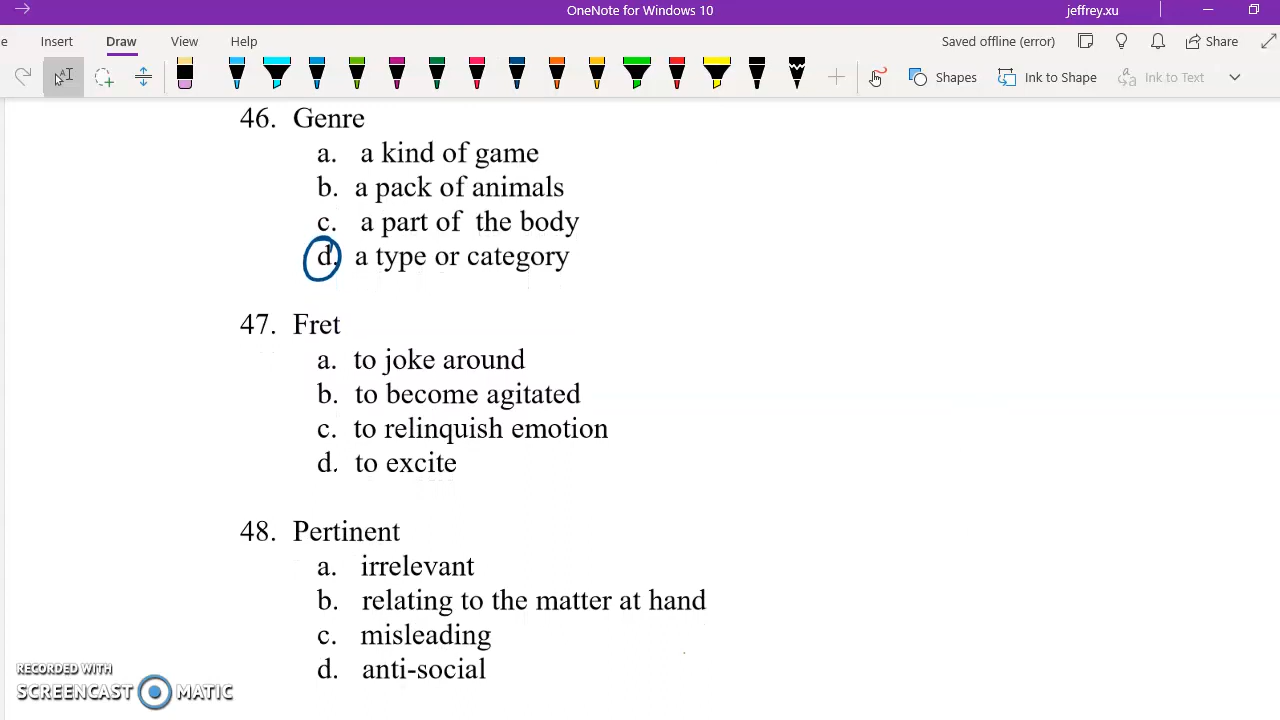 OneNote for Windows 10
jeffrey.xu
Insert Draw View Help
Saved offline (error)
Share
Shapes
Ink to Shape
Ink to Text
46. Genre
a. a kind of game
b. a pack of animals
c. a part of the body
d. a type or category
47. Fret
a. to joke around
b. to become agitated
c. to relinquish emotion
d. to excite
48. Pertinent
a. irrelevant
b. relating to the matter at hand
c. misleading
d. anti-social
RECORDED WITH
SCREENCAST MATIC